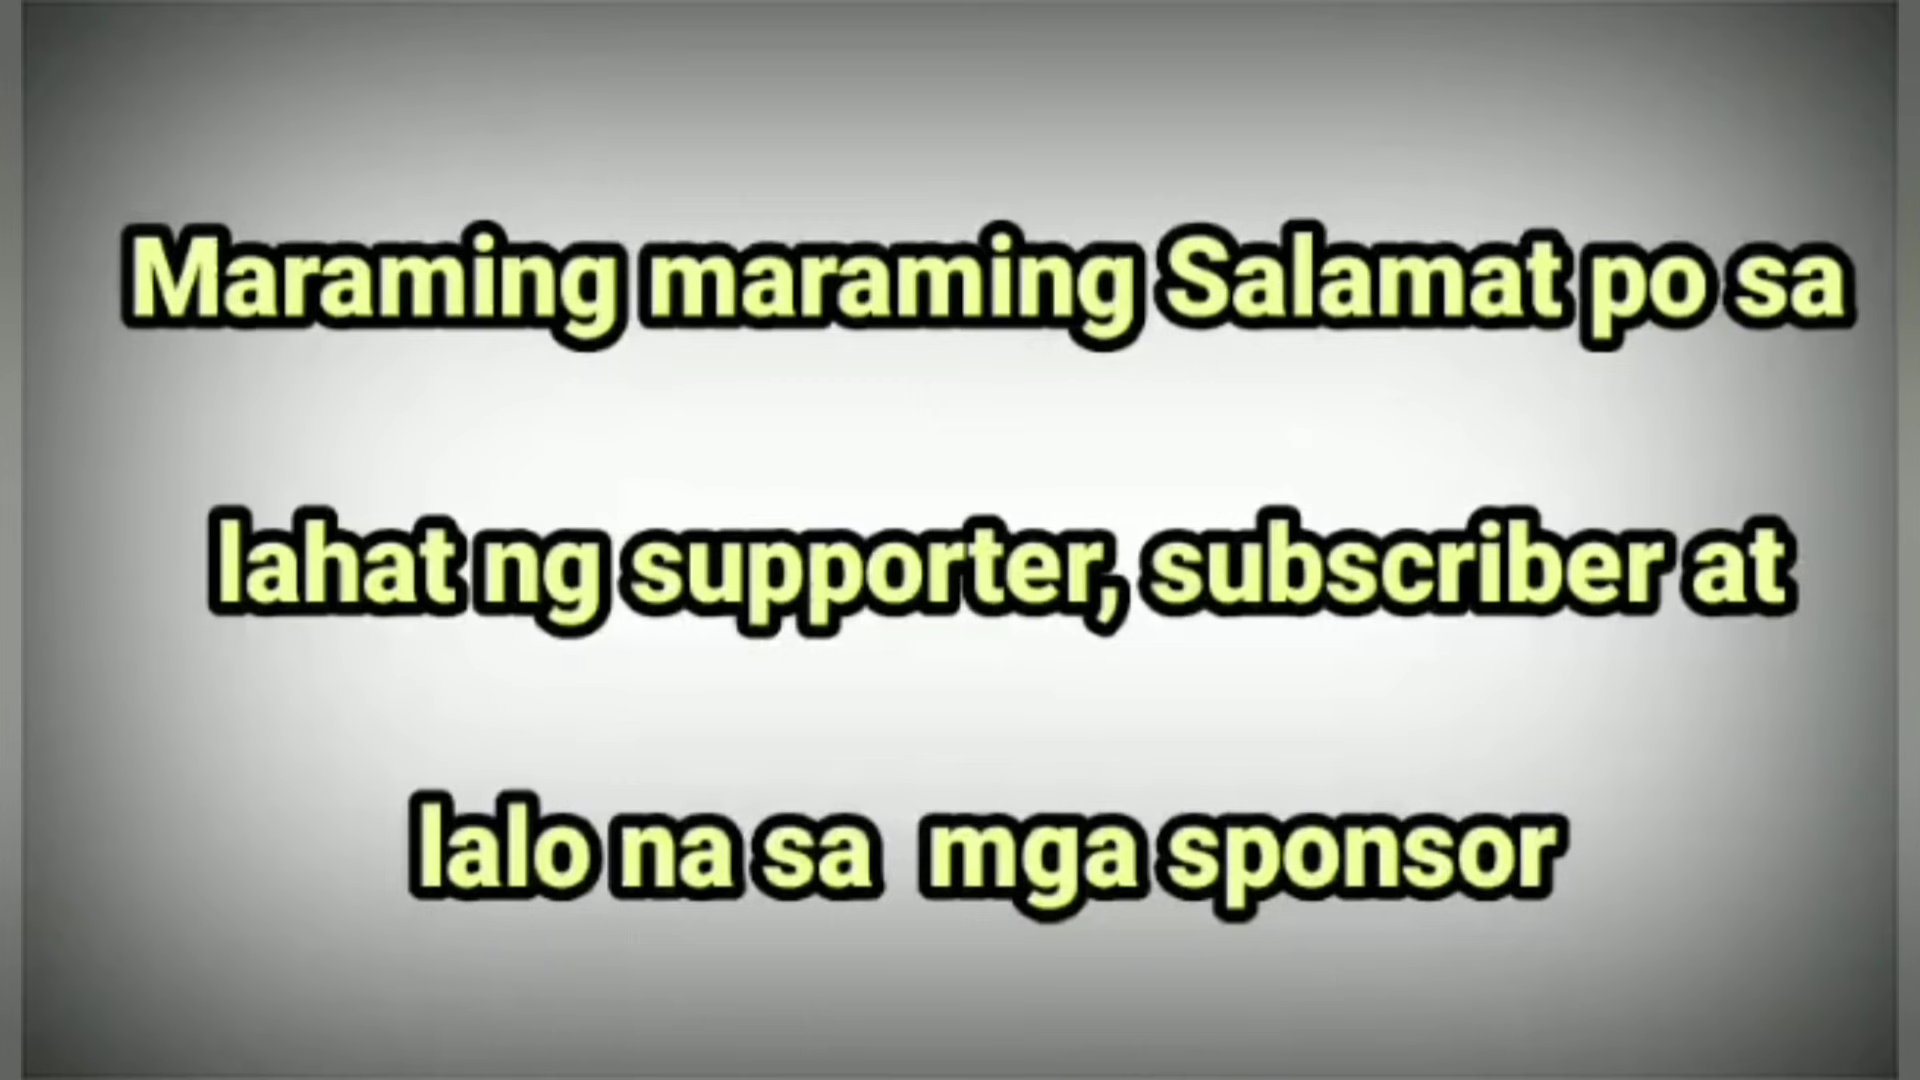 Maraming maraming Salamat po sa
lahat ng supporter, subscriber at
lalo na sa mga sponsor